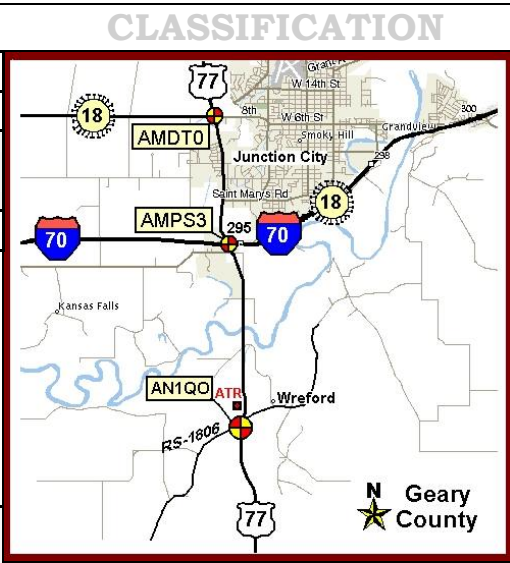 CLASSIFICATION
77
Grant A
W 14th St
18
8th
W 6th St
Smoky Hill
Grandview
300
AMDT0
Junction City
298
Saint Marys Rd
18
AMPS3
295
70
70
Kansas Falls
AN1QO
ATR
Wreford
RS-1806
77
N
Geary
County